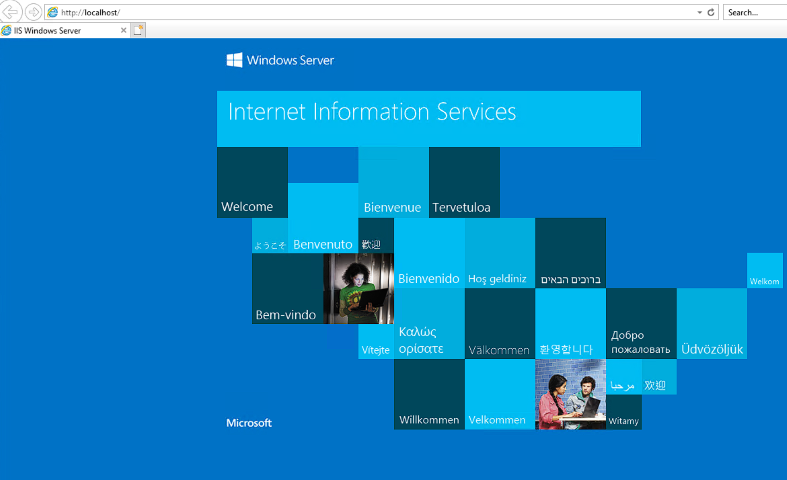 http://localhost/
Search...
IIS Windows Server
Windows Server
Internet Information Services
Welcome
Bienvenue
Tervetuloa
ようこそ
Benvenuto
歡迎
Bienvenido
Hoş geldiniz
ברוכים הבאים
Welkom
Bem-vindo
Vítejte
Καλώς
ορίσατε
Välkommen
환영합니다
Добро
пожаловать
Üdvözöljük
Willkommen
Velkommen
مرحبا
欢迎
Witamy
Microsoft